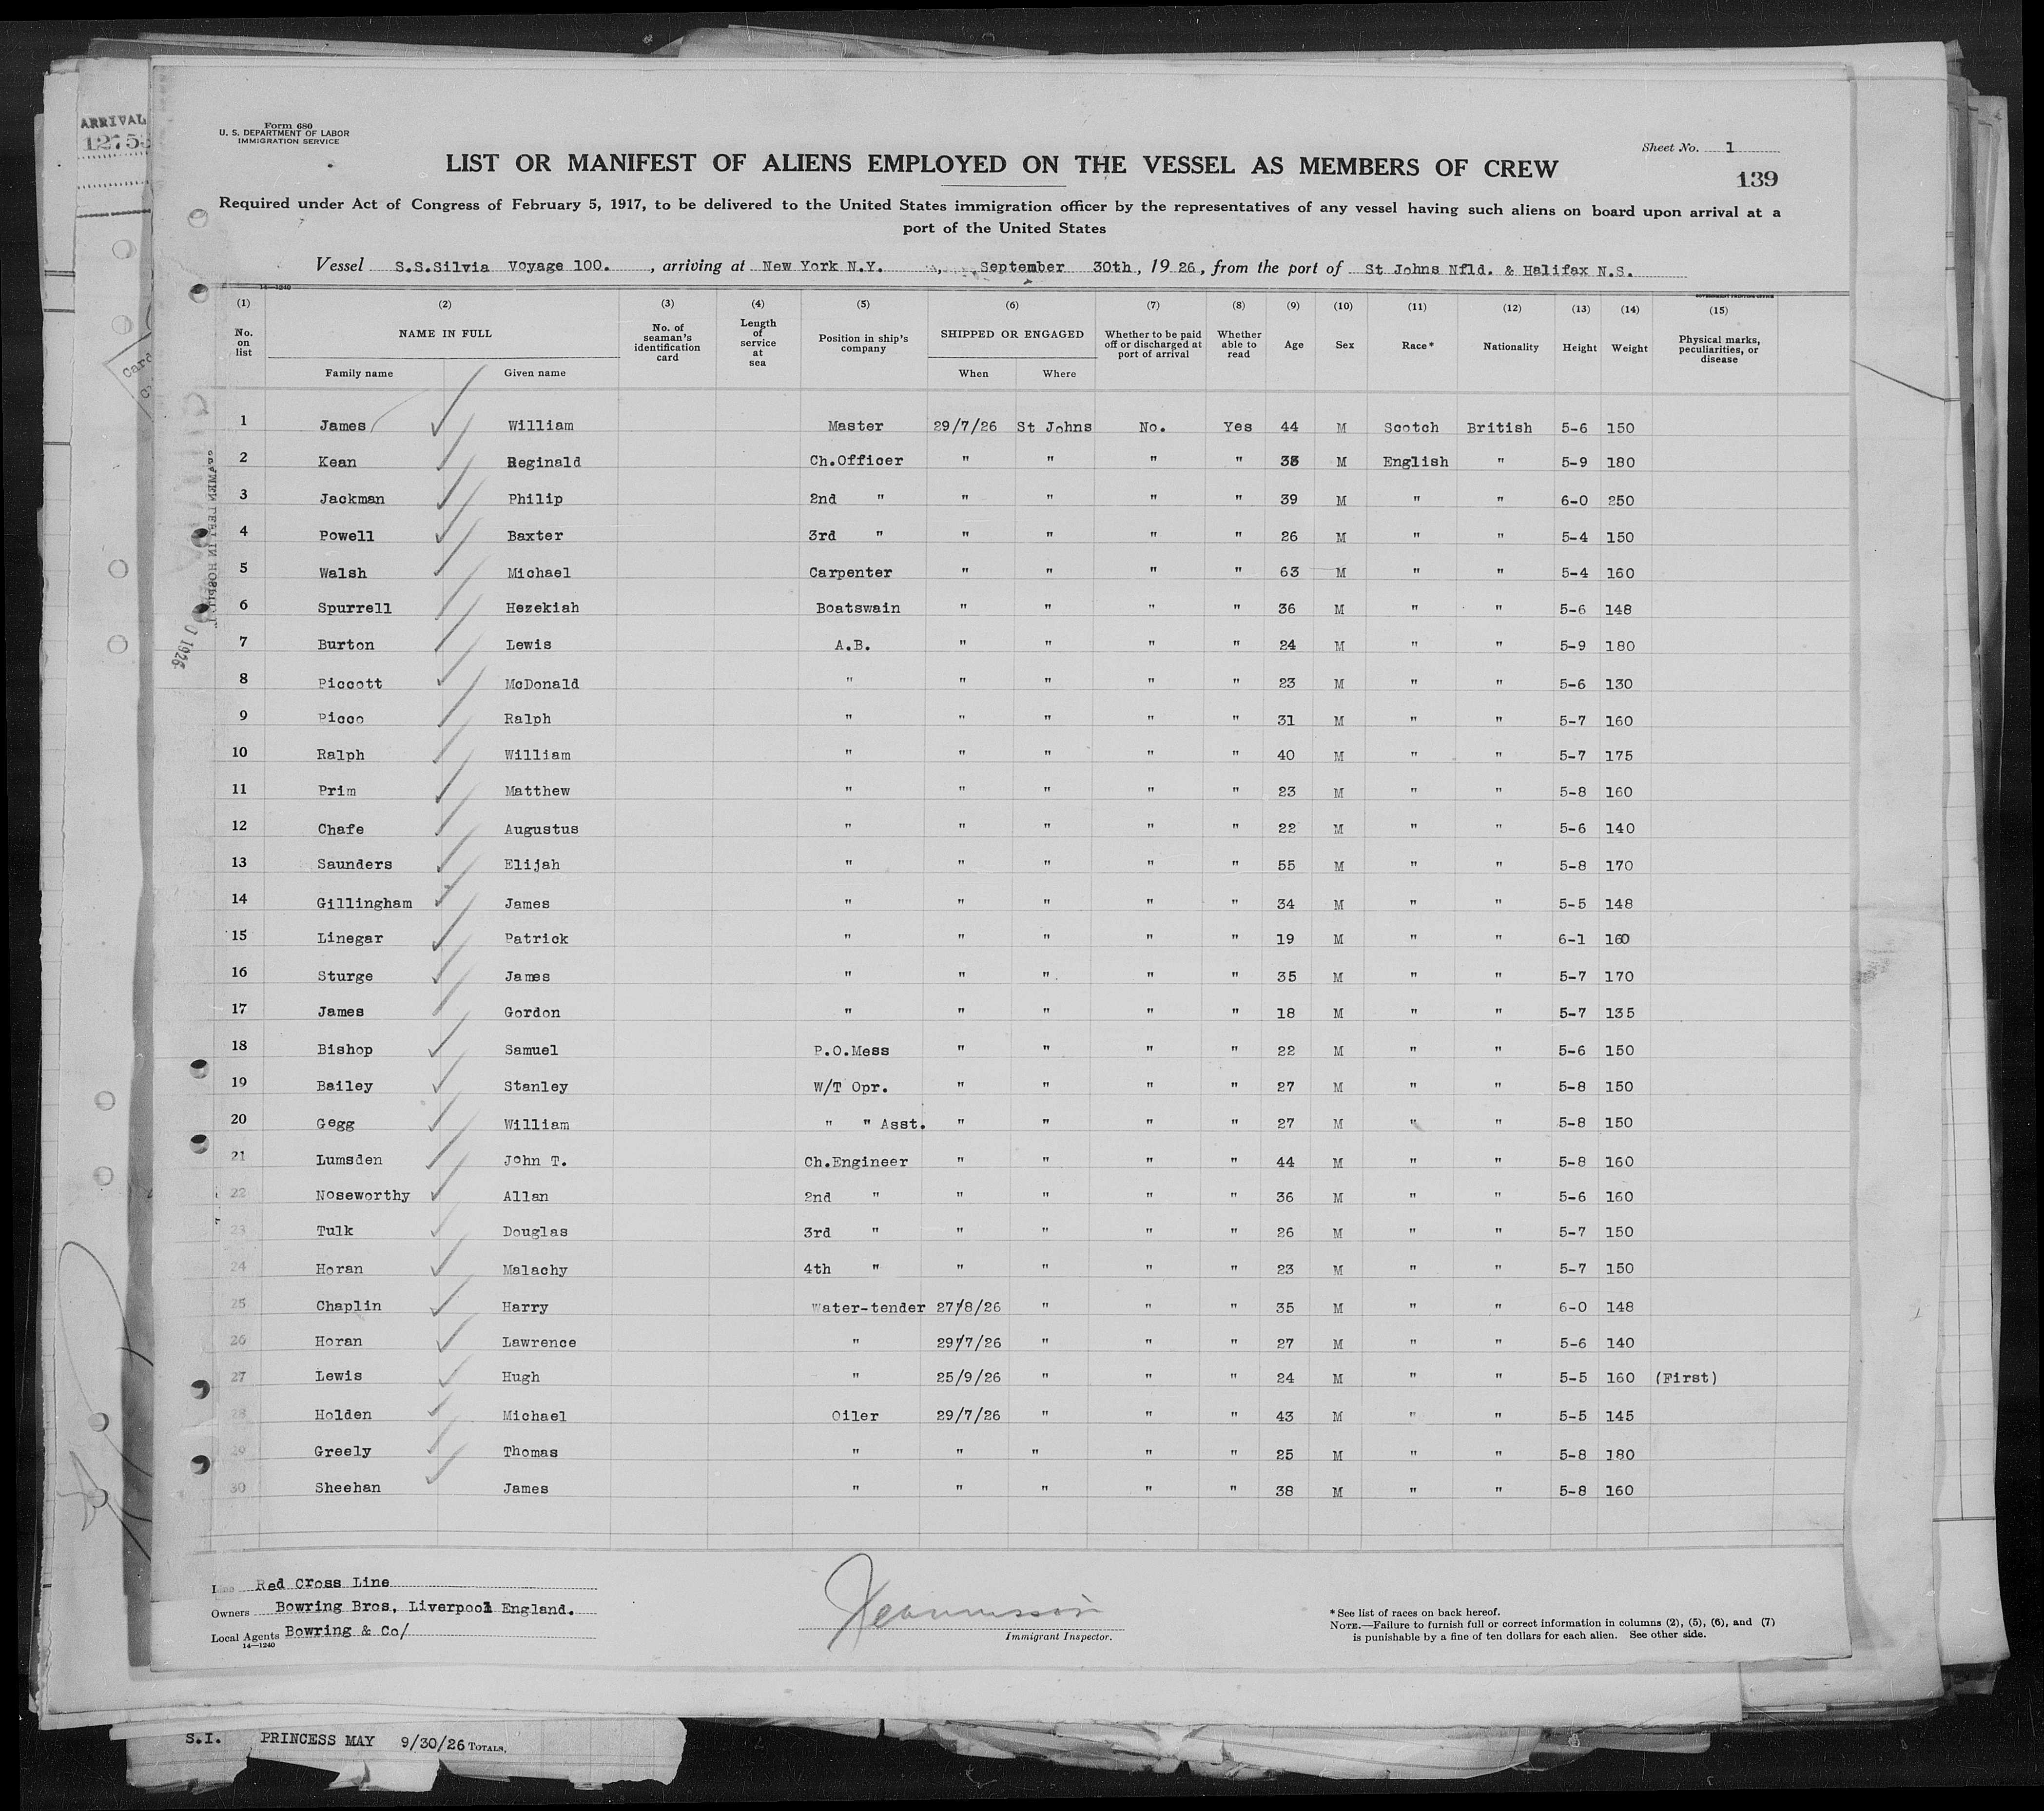 ARRIVAL
Form 680
U. S. DEPARTMENT OF LABOR
IMMIGRATION SERVICE
Sheet No. 1
139
LIST OR MANIFEST OF ALIENS EMPLOYED ON THE VESSEL AS MEMBERS OF CREW
Required under Act of Congress of February 5, 1917, to be delivered to the United States immigration officer by the representatives of any vessel having such aliens on board upon arrival at a
port of the United States
Vessel S.S.Silvia Voyage 100. , arriving at New York N.Y. , September 30th, 1926, from the port of St Johns Nfld. & Halifax N.S.
14—1240
(1) (2) (3) (4) (5) (6) (7) (8) (9) (10) (11) (12) (13) (14) (15)
No. on list NAME IN FULL Family name Given name No. of seaman's identification card Length of service at sea Position in ship's company SHIPPED OR ENGAGED When Where Whether to be paid off or discharged at port of arrival Whether able to read Age Sex Race* Nationality Height Weight Physical marks, peculiarities, or disease
1 James William Master 29/7/26 St Johns No. Yes 44 M Scotch British 5-6 150
2 Kean Reginald Ch.Officer " " " " M English " 5-9 180
3 Jackman Philip 2nd " " " " " 39 M " " 6-0 250
4 Powell Baxter 3rd " " " " " 26 M " " 5-4 150
5 Walsh Michael Carpenter " " " " 63 M " " 5-4 160
6 Spurrell Hezekiah Boatswain " " " " 36 M " " 5-6 148
7 Burton Lewis A.B. " " " " 24 M " " 5-9 180
8 Piccott McDonald " " " " " 23 M " " 5-6 130
9 Picco Ralph " " " " " 31 M " " 5-7 160
10 Ralph William " " " " " 40 M " " 5-7 175
11 Prim Matthew " " " " " 23 M " " 5-8 160
12 Chafe Augustus " " " " " 22 M " " 5-6 140
13 Saunders Elijah " " " " " 55 M " " 5-8 170
14 Gillingham James " " " " " 34 M " " 5-5 148
15 Linegar Patrick " " " " " 19 M " " 6-1 160
16 Sturge James " " " " " 35 M " " 5-7 170
17 James Gordon " " " " " 18 M " " 5-7 135
18 Bishop Samuel P.O.Mess " " " " 22 M " " 5-6 150
19 Bailey Stanley W/T Opr. " " " " 27 M " " 5-8 150
20 Gegg William " " Asst. " " " " 27 M " " 5-8 150
21 Lumsden John T. Ch.Engineer " " " " 44 M " " 5-8 160
22 Noseworthy Allan 2nd " " " " " 36 M " " 5-6 160
23 Tulk Douglas 3rd " " " " " 26 M " " 5-7 150
24 Horan Malachy 4th " " " " " 23 M " " 5-7 150
25 Chaplin Harry Water-tender 27/8/26 " " " 35 M " " 6-0 148
26 Horan Lawrence " 29/7/26 " " " 27 M " " 5-6 140
27 Lewis Hugh " 25/9/26 " " " 24 M " " 5-5 160 (First)
28 Holden Michael Oiler 29/7/26 " " " 43 M " " 5-5 145
29 Greely Thomas " " " " " 25 M " " 5-8 180
30 Sheehan James " " " " " 38 M " " 5-8 160
Red Cross Line
Owners Bowring Bros, Liverpool England.
Local Agents Bowring & Co/
14—1240
Immigrant Inspector.
* See list of races on back hereof.
NOTE.—Failure to furnish full or correct information in columns (2), (5), (6), and (7)
is punishable by a fine of ten dollars for each alien. See other side.
S.I. PRINCESS MAY 9/30/26 TOTALS.